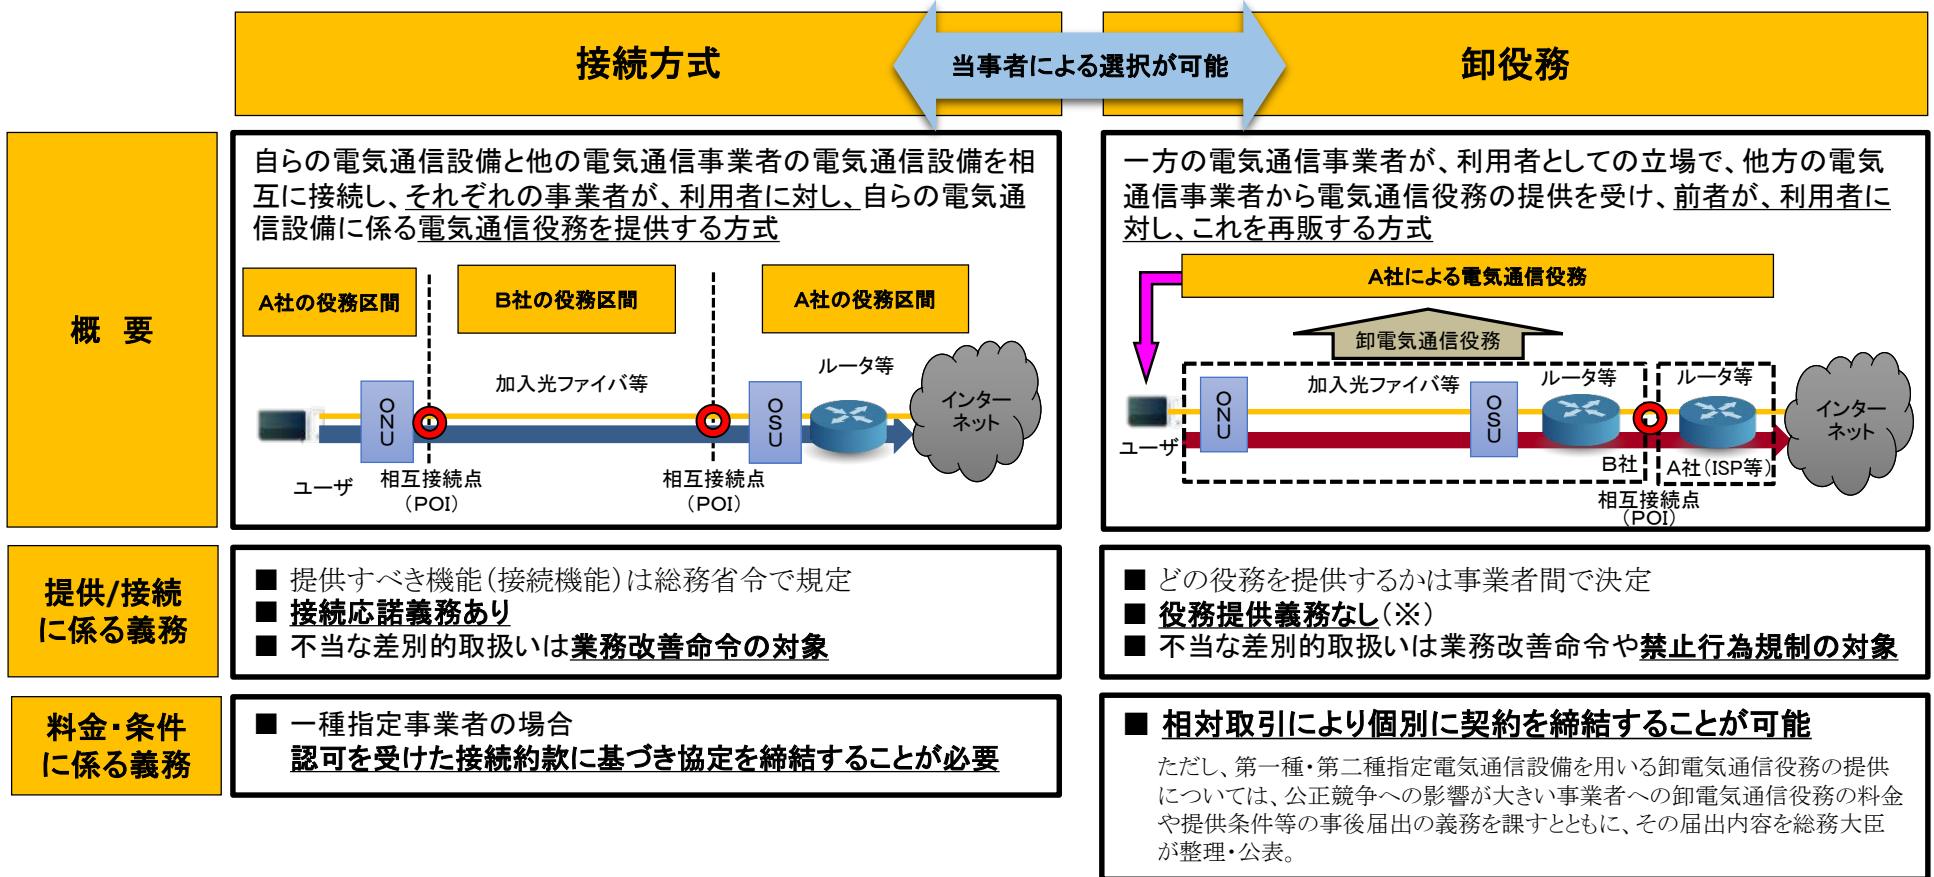 接続方式
当事者による選択が可能
卸役務
概 要
自らの電気通信設備と他の電気通信事業者の電気通信設備を相
互に接続し、それぞれの事業者が、利用者に対し、自らの電気通
信設備に係る電気通信役務を提供する方式
A社の役務区間
B社の役務区間
A社の役務区間
ルータ等
加入光ファイバ等
ONU
OSU
インター
ネット
ユーザ
相互接続点
(POI)
相互接続点
(POI)
一方の電気通信事業者が、利用者としての立場で、他方の電気
通信事業者から電気通信役務の提供を受け、前者が、利用者に
対し、これを再販する方式
A社による電気通信役務
卸電気通信役務
加入光ファイバ等
ルータ等
ルータ等
ONU
OSU
インター
ネット
ユーザ
B社
A社(ISP等)
相互接続点
(POI)
提供/接続
に係る義務
■ 提供すべき機能(接続機能)は総務省令で規定
■ 接続応諾義務あり
■ 不当な差別的取扱いは業務改善命令の対象
■ どの役務を提供するかは事業者間で決定
■ 役務提供義務なし(※)
■ 不当な差別的取扱いは業務改善命令や禁止行為規制の対象
料金・条件
に係る義務
■ 一種指定事業者の場合
認可を受けた接続約款に基づき協定を締結することが必要
■ 相対取引により個別に契約を締結することが可能
ただし、第一種・第二種指定電気通信設備を用いる卸電気通信役務の提供
については、公正競争への影響が大きい事業者への卸電気通信役務の料金
や提供条件等の事後届出の義務を課すとともに、その届出内容を総務大臣
が整理・公表。